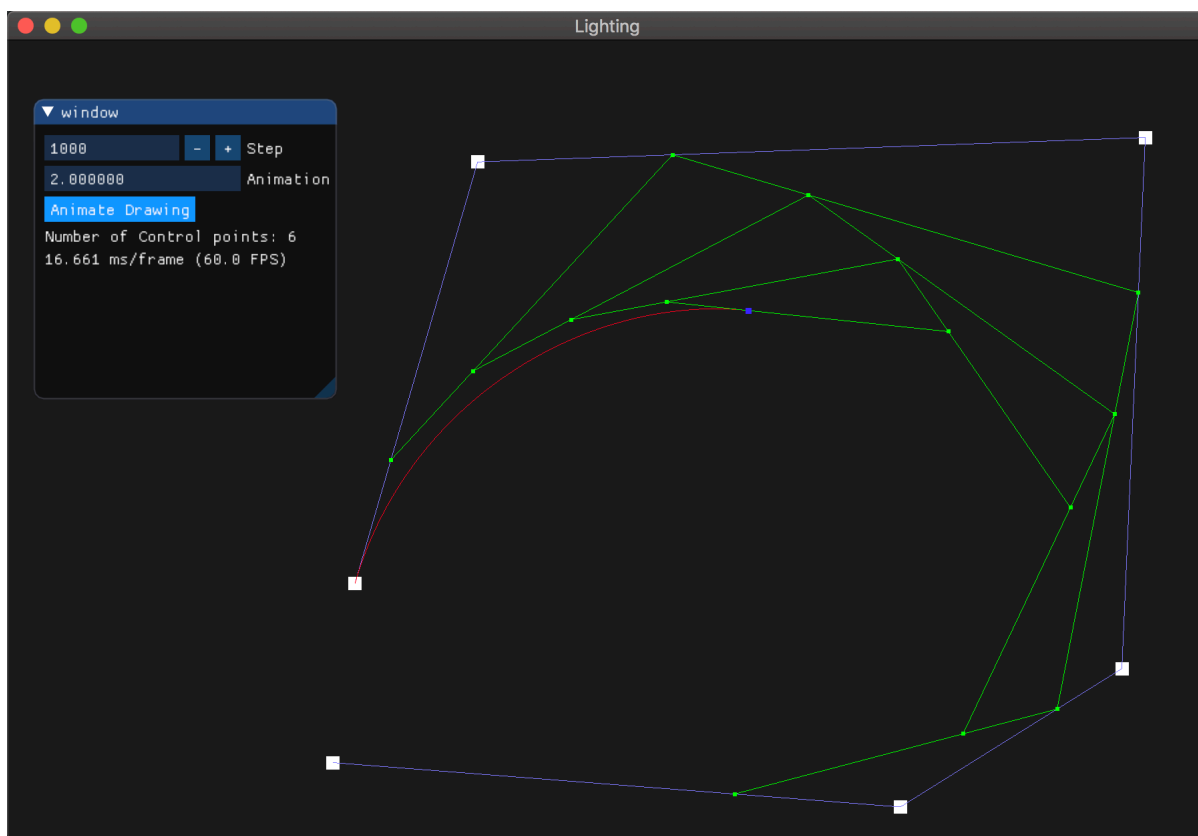 Lighting
window
1000 - + Step
2.000000 Animation
Animate Drawing
Number of Control points: 6
16.661 ms/frame (60.0 FPS)